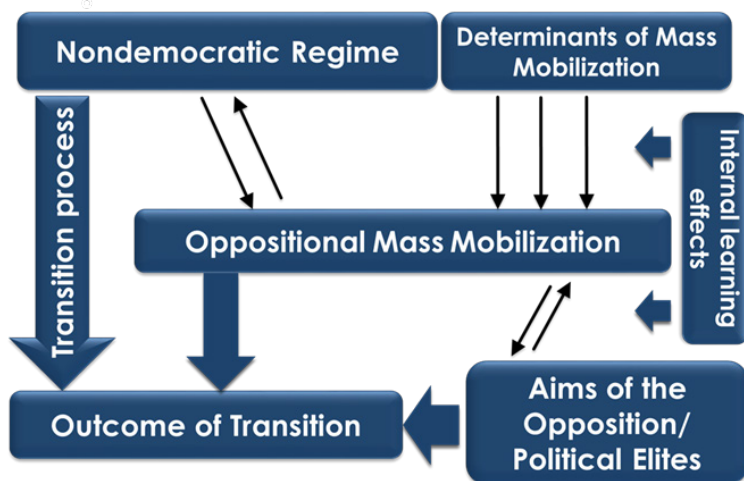 Nondemocratic Regime
Determinants of Mass
Mobilization
Transition process
Internal learning
effects
Oppositional Mass Mobilization
Outcome of Transition
Aims of the
Opposition/
Political Elites